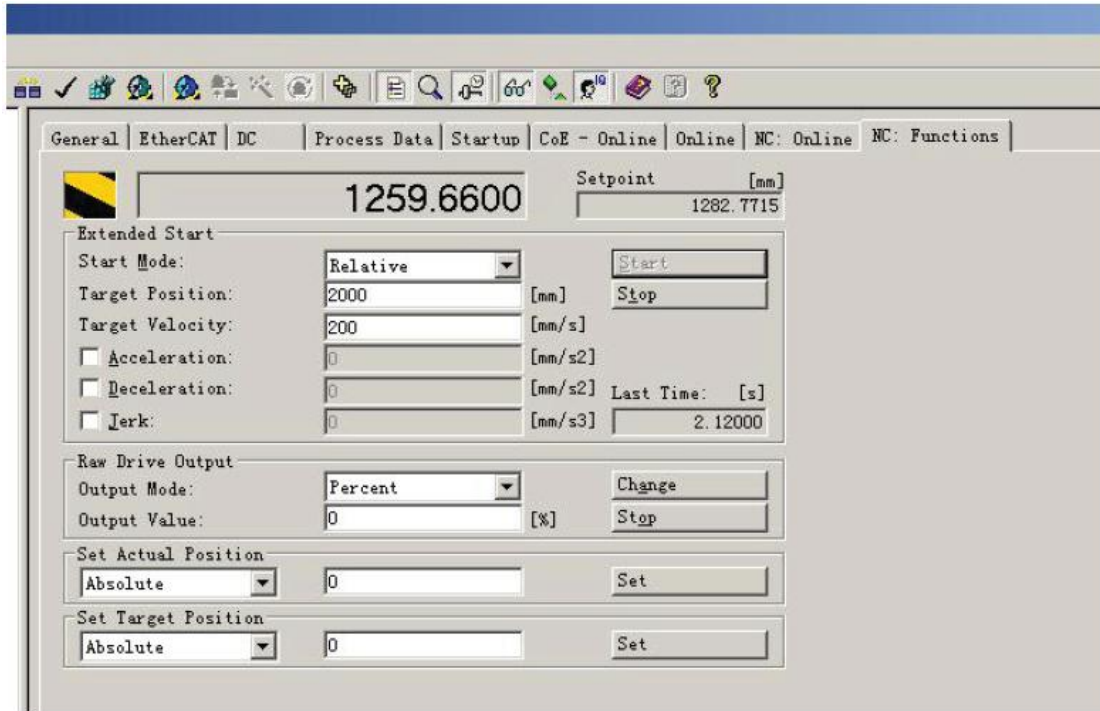 General EtherCAT DC Process Data Startup CoE - Online Online NC: Online NC: Functions
1259.6600
Setpoint [mm]
1282.7715
Extended Start
Start Mode: Relative Start
Target Position: 2000 [mm] Stop
Target Velocity: 200 [mm/s]
Acceleration: 0 [mm/s2]
Deceleration: 0 [mm/s2] Last Time: [s]
Jerk: 0 [mm/s3] 2.12000
Raw Drive Output
Output Mode: Percent Change
Output Value: 0 [%] Stop
Set Actual Position
Absolute 0 Set
Set Target Position
Absolute 0 Set